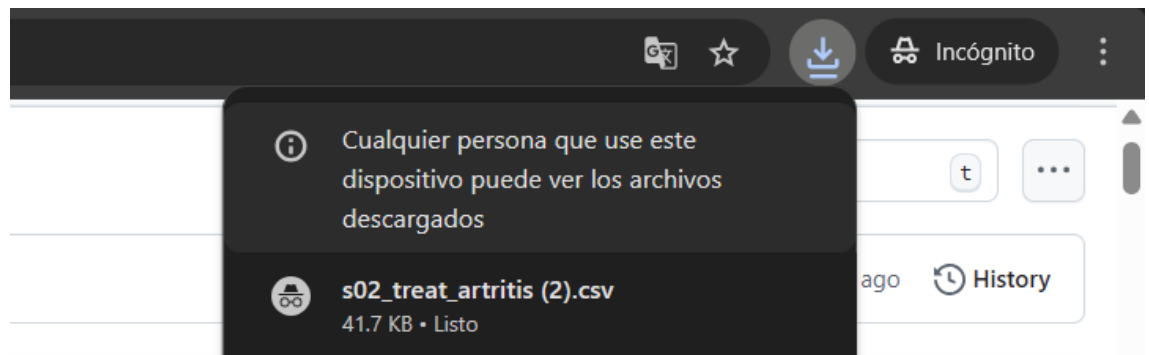 Incógnito
Cualquier persona que use este
dispositivo puede ver los archivos
descargados
t
s02_treat_artritis (2).csv
41.7 KB • Listo
ago
History